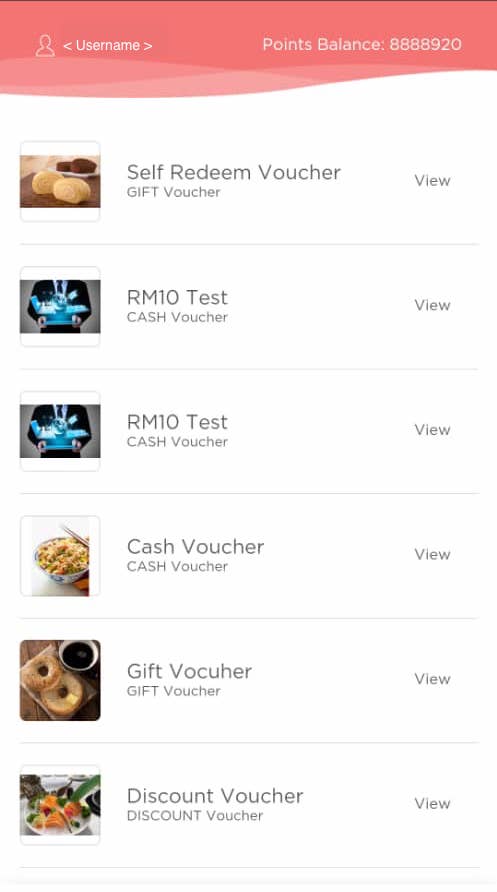 < Username >
Points Balance: 8888920
Self Redeem Voucher
GIFT Voucher
View
RM10 Test
CASH Voucher
View
RM10 Test
CASH Voucher
View
Cash Voucher
CASH Voucher
View
Gift Vocuher
GIFT Voucher
View
Discount Voucher
DISCOUNT Voucher
View